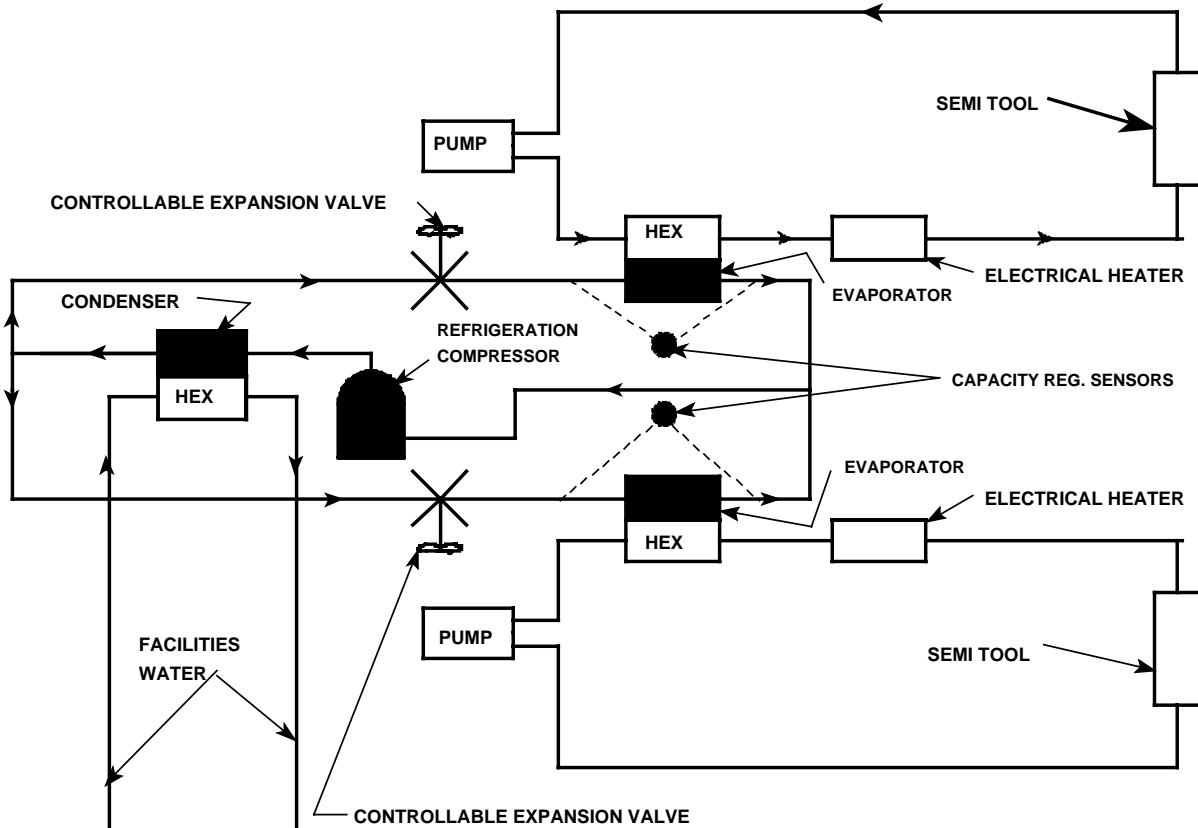 SEMI TOOL
PUMP
CONTROLLABLE EXPANSION VALVE
HEX
ELECTRICAL HEATER
EVAPORATOR
CONDENSER
REFRIGERATION
COMPRESSOR
HEX
CAPACITY REG. SENSORS
EVAPORATOR
ELECTRICAL HEATER
HEX
PUMP
FACILITIES
WATER
SEMI TOOL
CONTROLLABLE EXPANSION VALVE